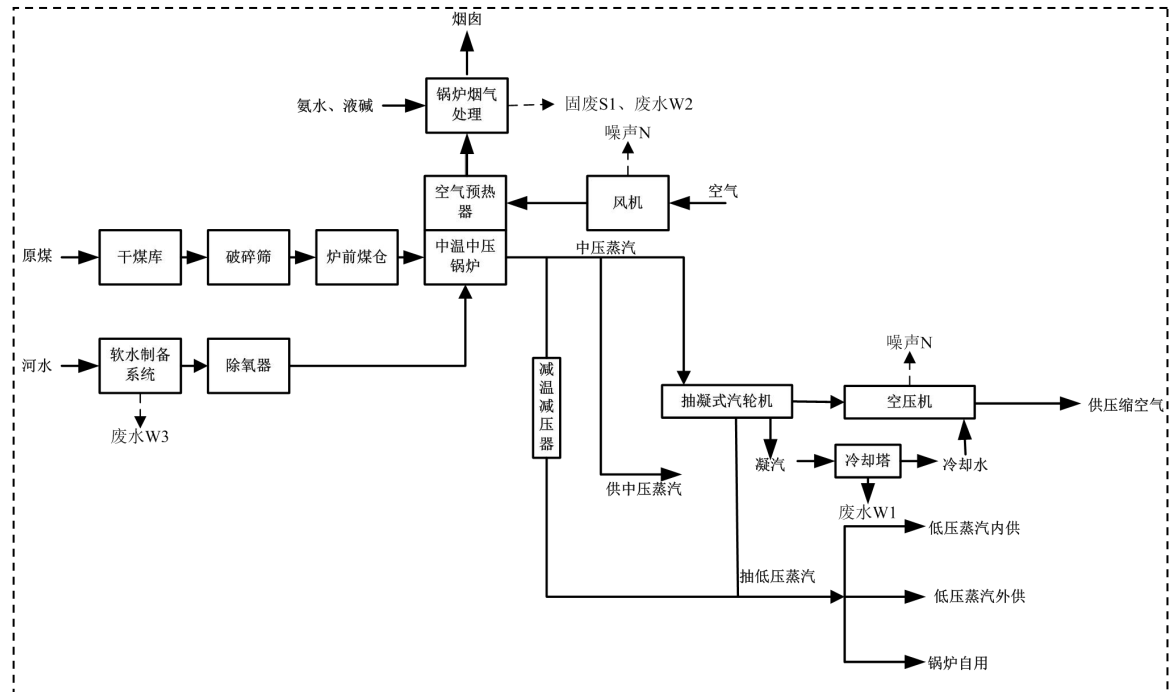 烟囱
氨水、液碱
锅炉烟气
处理
固废S1、废水W2
噪声N
空气预热
器
风机
空气
原煤
干煤库
破碎筛
炉前煤仓
中温中压
锅炉
中压蒸汽
河水
软水制备
系统
除氧器
废水W3
减
温
减
压
器
噪声N
抽凝式汽轮机
空压机
供压缩空气
凝汽
冷却塔
冷却水
供中压蒸汽
废水W1
低压蒸汽内供
抽低压蒸汽
低压蒸汽外供
锅炉自用